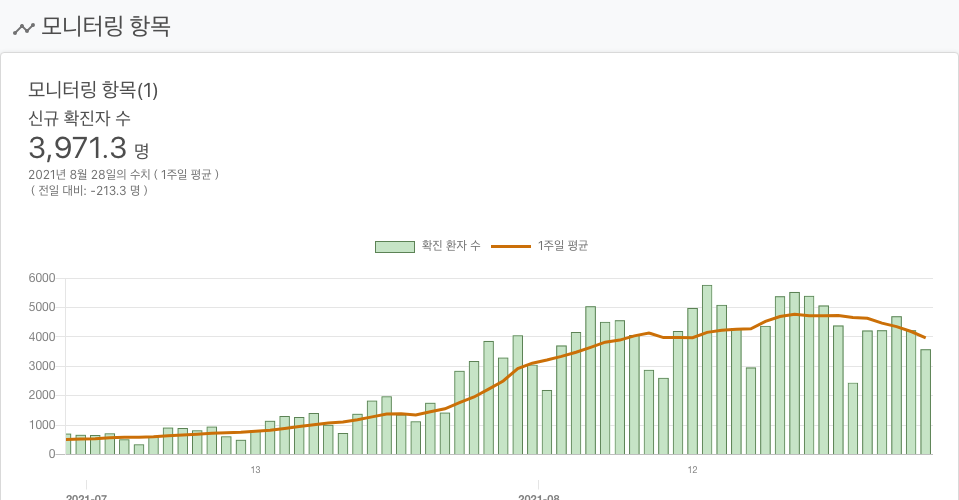 모니터링 항목
모니터링 항목(1)
신규 확진자 수
3,971.3 명
2021년 8월 28일의 수치 ( 1주일 평균 )
( 전일 대비: -213.3 명 )
확진 환자 수 1주일 평균
6000
5000
4000
3000
2000
1000
0
13 12
2021-07 2021-08